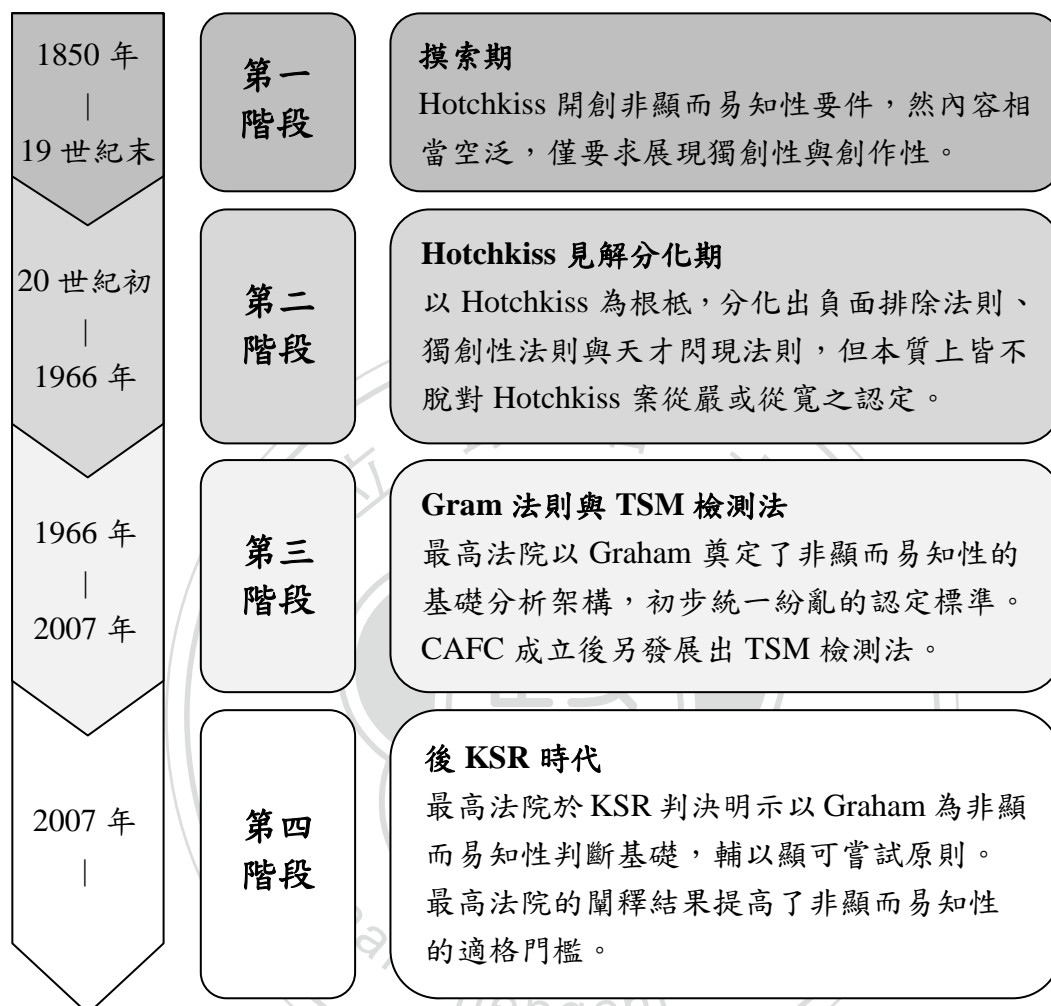 1850 年
|
19 世紀末
第一
階段
摸索期
Hotchkiss 開創非顯而易知性要件，然內容相
當空泛，僅要求展現獨創性與創作性。
20 世紀初
|
1966 年
第二
階段
Hotchkiss 見解分化期
以 Hotchkiss 為根柢，分化出負面排除法則、
獨創性法則與天才閃現法則，但本質上皆不
脫對 Hotchkiss 案從嚴或從寬之認定。
1966 年
|
2007 年
第三
階段
Gram 法則與 TSM 檢測法
最高法院以 Graham 奠定了非顯而易知性的
基礎分析架構，初步統一紛亂的認定標準。
CAFC 成立後另發展出 TSM 檢測法。
2007 年
|
第四
階段
後 KSR 時代
最高法院於 KSR 判決明示以 Graham 為非顯
而易知性判斷基礎，輔以顯可嘗試原則。
最高法院的闡釋結果提高了非顯而易知性
的適格門檻。